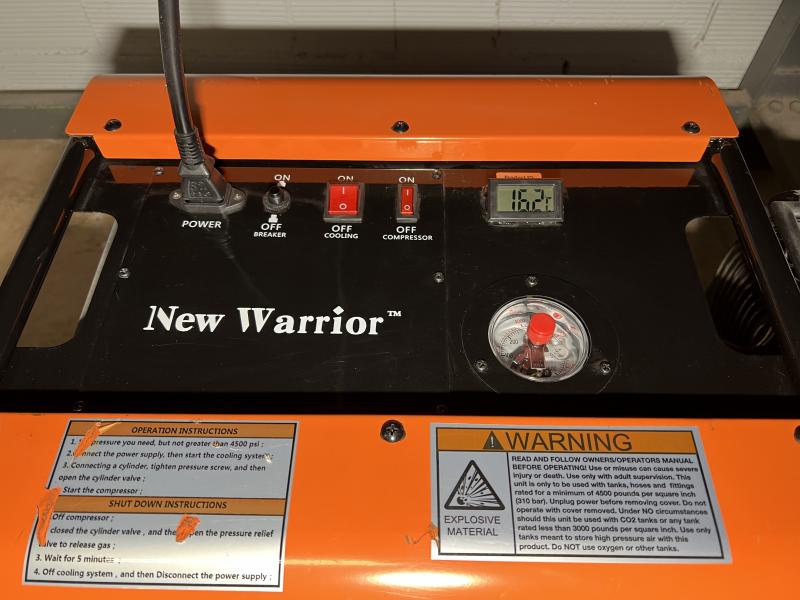 ON
ON
ON
16.2℃
POWER
OFF
BREAKER
OFF
COOLING
OFF
COMPRESSOR
New Warrior™
OPERATION INSTRUCTIONS
1. pressure you need, but not greater than 4500 psi ;
2. the power supply, then start the cooling system ;
3. Connecting a cylinder, tighten pressure screw, and then
open the cylinder valve ;
Start the compressor ;
SHUT DOWN INSTRUCTIONS
Off compressor ;
closed the cylinder valve , and the pressure relief
valve to release gas ;
3. Wait for 5 minutes ;
4. Off cooling system , and then Disconnect the power supply ;
WARNING
EXPLOSIVE
MATERIAL
READ AND FOLLOW OWNERS/OPERATORS MANUAL
BEFORE OPERATING! Use or misuse can cause severe
injury or death. Use only with adult supervision. This
unit is only to be used with tanks, hoses and fittings
rated for a minimum of 4500 pounds per square inch
(310 bar). Unplug power before removing cover. Do not
operate with cover removed. Under NO circumstances
should this unit be used with CO2 tanks or any tank
rated less than 3000 pounds per square inch. Use only
tanks meant to store high pressure air with this
product. Do NOT use oxygen or other tanks.